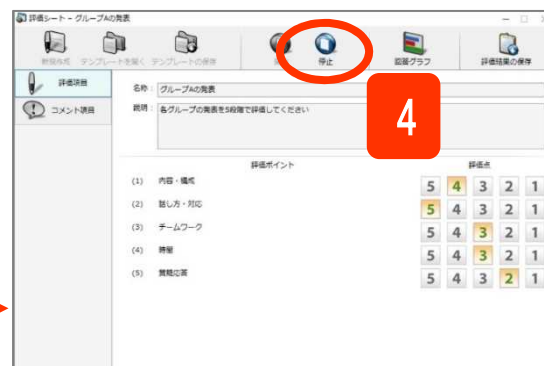 評価シート - グループAの発表
新規作成 テンプレートを開く テンプレートの保存 停止 回答グラフ 評価結果の保存
4
評価項目
コメント項目
名称: グループAの発表
説明: 各グループの発表を5段階で評価してください
評価ポイント 評価点
(1) 内容・構成 5 4 3 2 1
(2) 話し方・対応 5 4 3 2 1
(3) チームワーク 5 4 3 2 1
(4) 時間 5 4 3 2 1
(5) 質疑応答 5 4 3 2 1